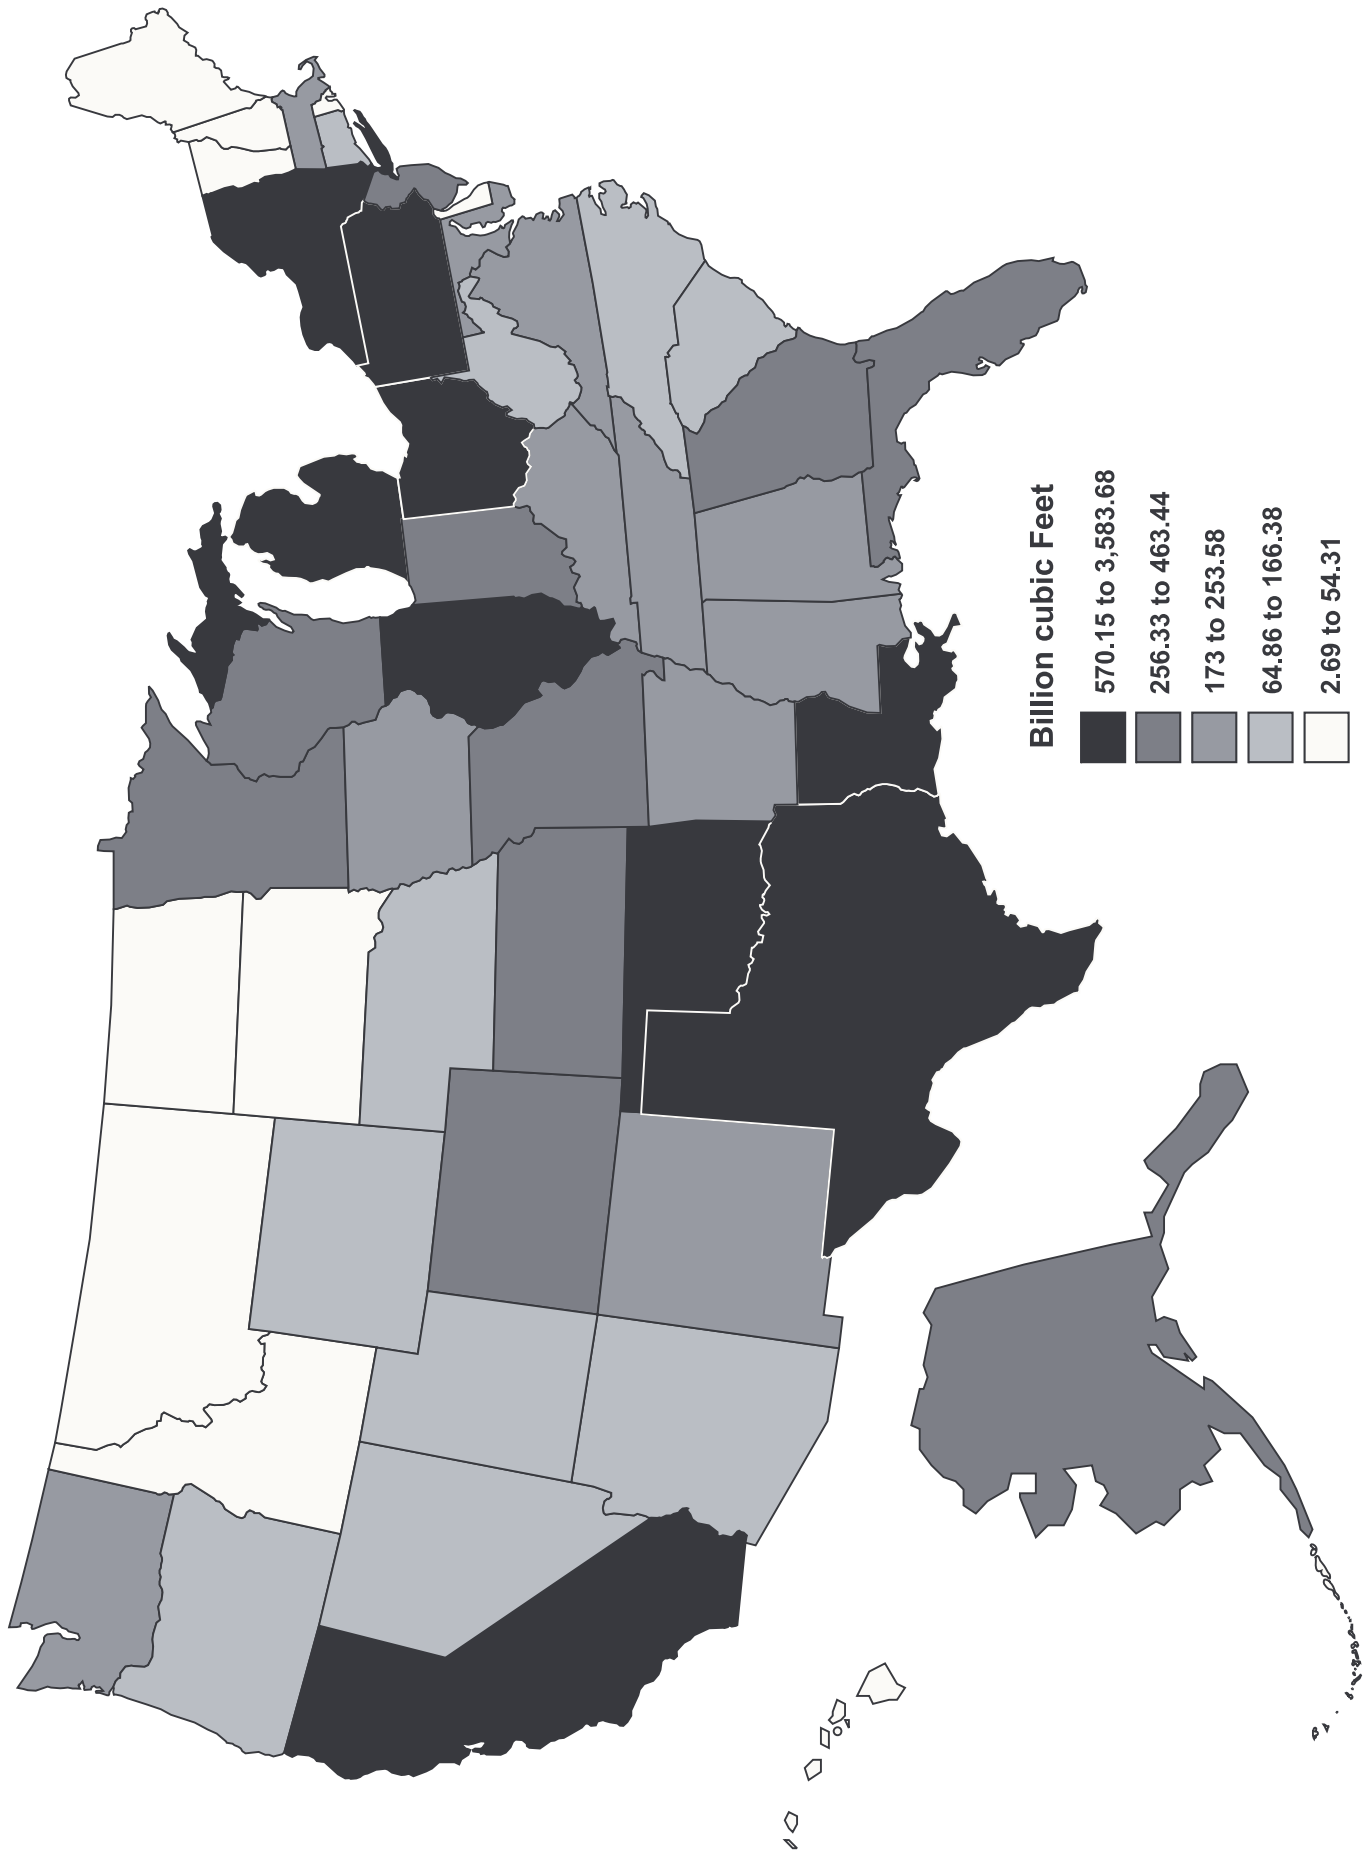 Billion cubic Feet
570.15 to 3,583.68
256.33 to 463.44
173 to 253.58
64.86 to 166.38
2.69 to 54.31